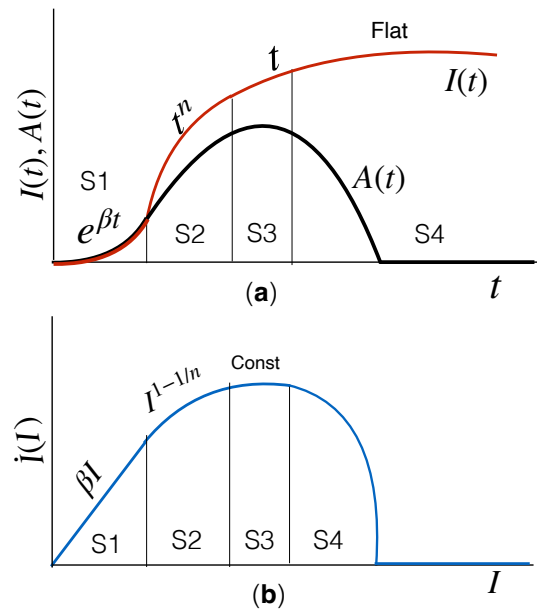 Flat
t
I(t)
t^n
I(t), A(t)
S1
A(t)
e^{βt}
S2 S3 S4
(a) t
Const
I^{1−1/n}
İ(I)
βI
S1 S2 S3 S4
(b) I